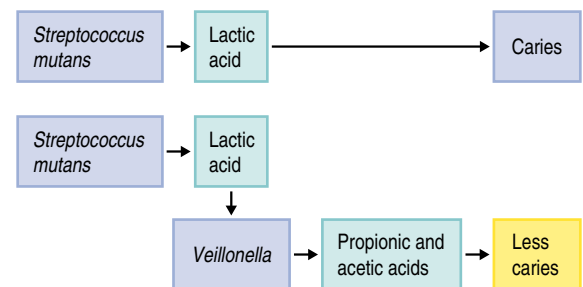 Streptococcus
mutans
Lactic
acid
Caries
Streptococcus
mutans
Lactic
acid
Veillonella
Propionic and
acetic acids
Less
caries